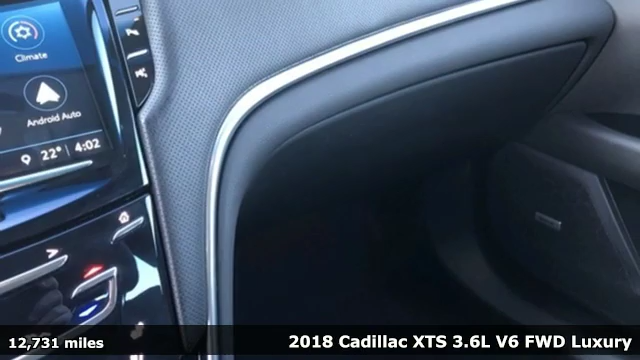 Climate
Android Auto
22° 4:02
12,731 miles
2018 Cadillac XTS 3.6L V6 FWD Luxury